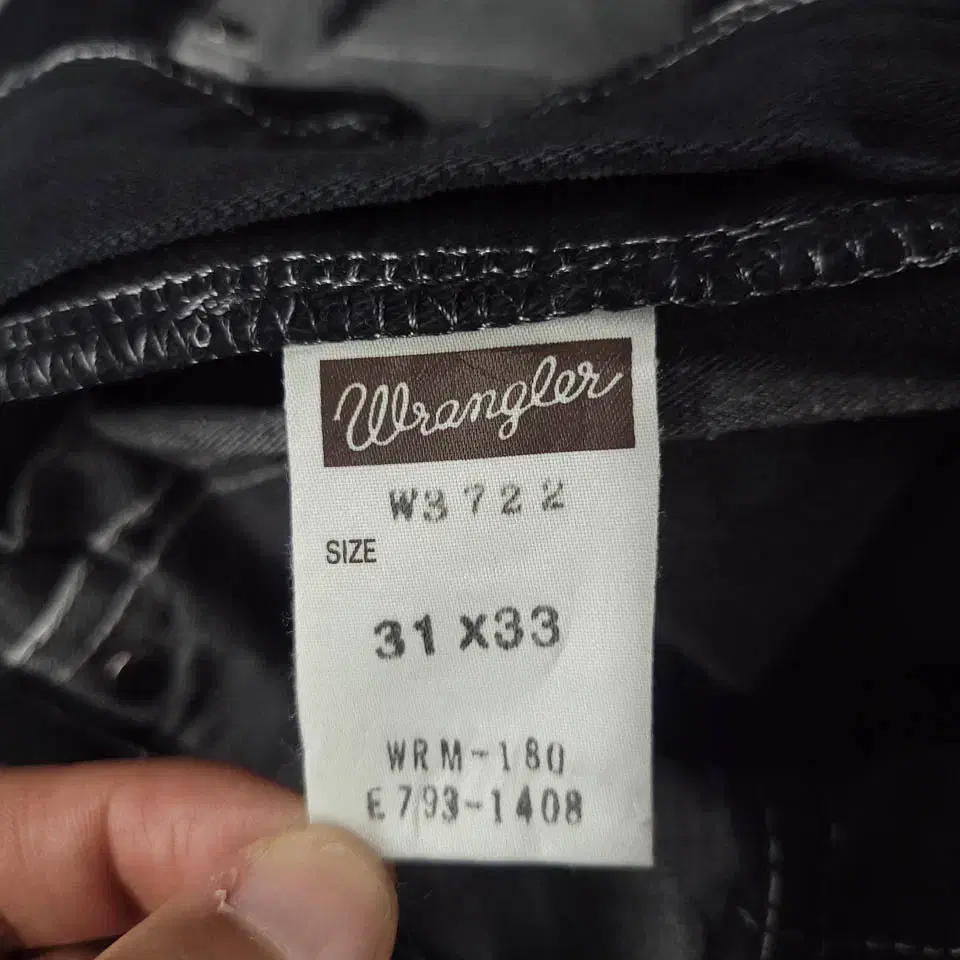 Wrangler
W3722
SIZE
31 X33
WRM-180
E793-1408